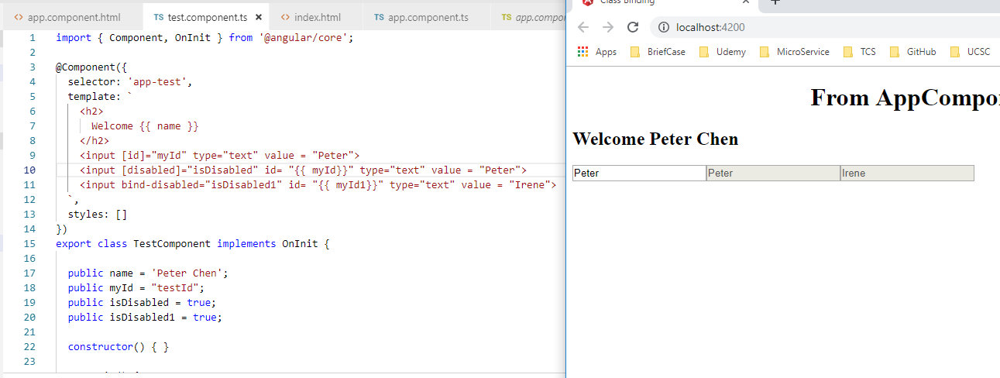 app.component.html TS test.component.ts × index.html TS app.component.ts TS
1 import { Component, OnInit } from '@angular/core';
2
3 @Component({
4 selector: 'app-test',
5 template: `
6 <h2>
7 Welcome {{ name }}
8 </h2>
9 <input [id]="myId" type="text" value = "Peter">
10 <input [disabled]="isDisabled" id= "{{ myId}}" type="text" value = "Peter">
11 <input bind-disabled="isDisabled1" id= "{{ myId1}}" type="text" value = "Irene">
12 `,
13 styles: []
14 })
15 export class TestComponent implements OnInit {
16
17 public name = 'Peter Chen';
18 public myId = "testId";
19 public isDisabled = true;
20 public isDisabled1 = true;
21
22 constructor() { }
23
Class Binding
localhost:4200
Apps BriefCase Udemy MicroService TCS GitHub UCSC
From AppCompo
Welcome Peter Chen
Peter Peter Irene